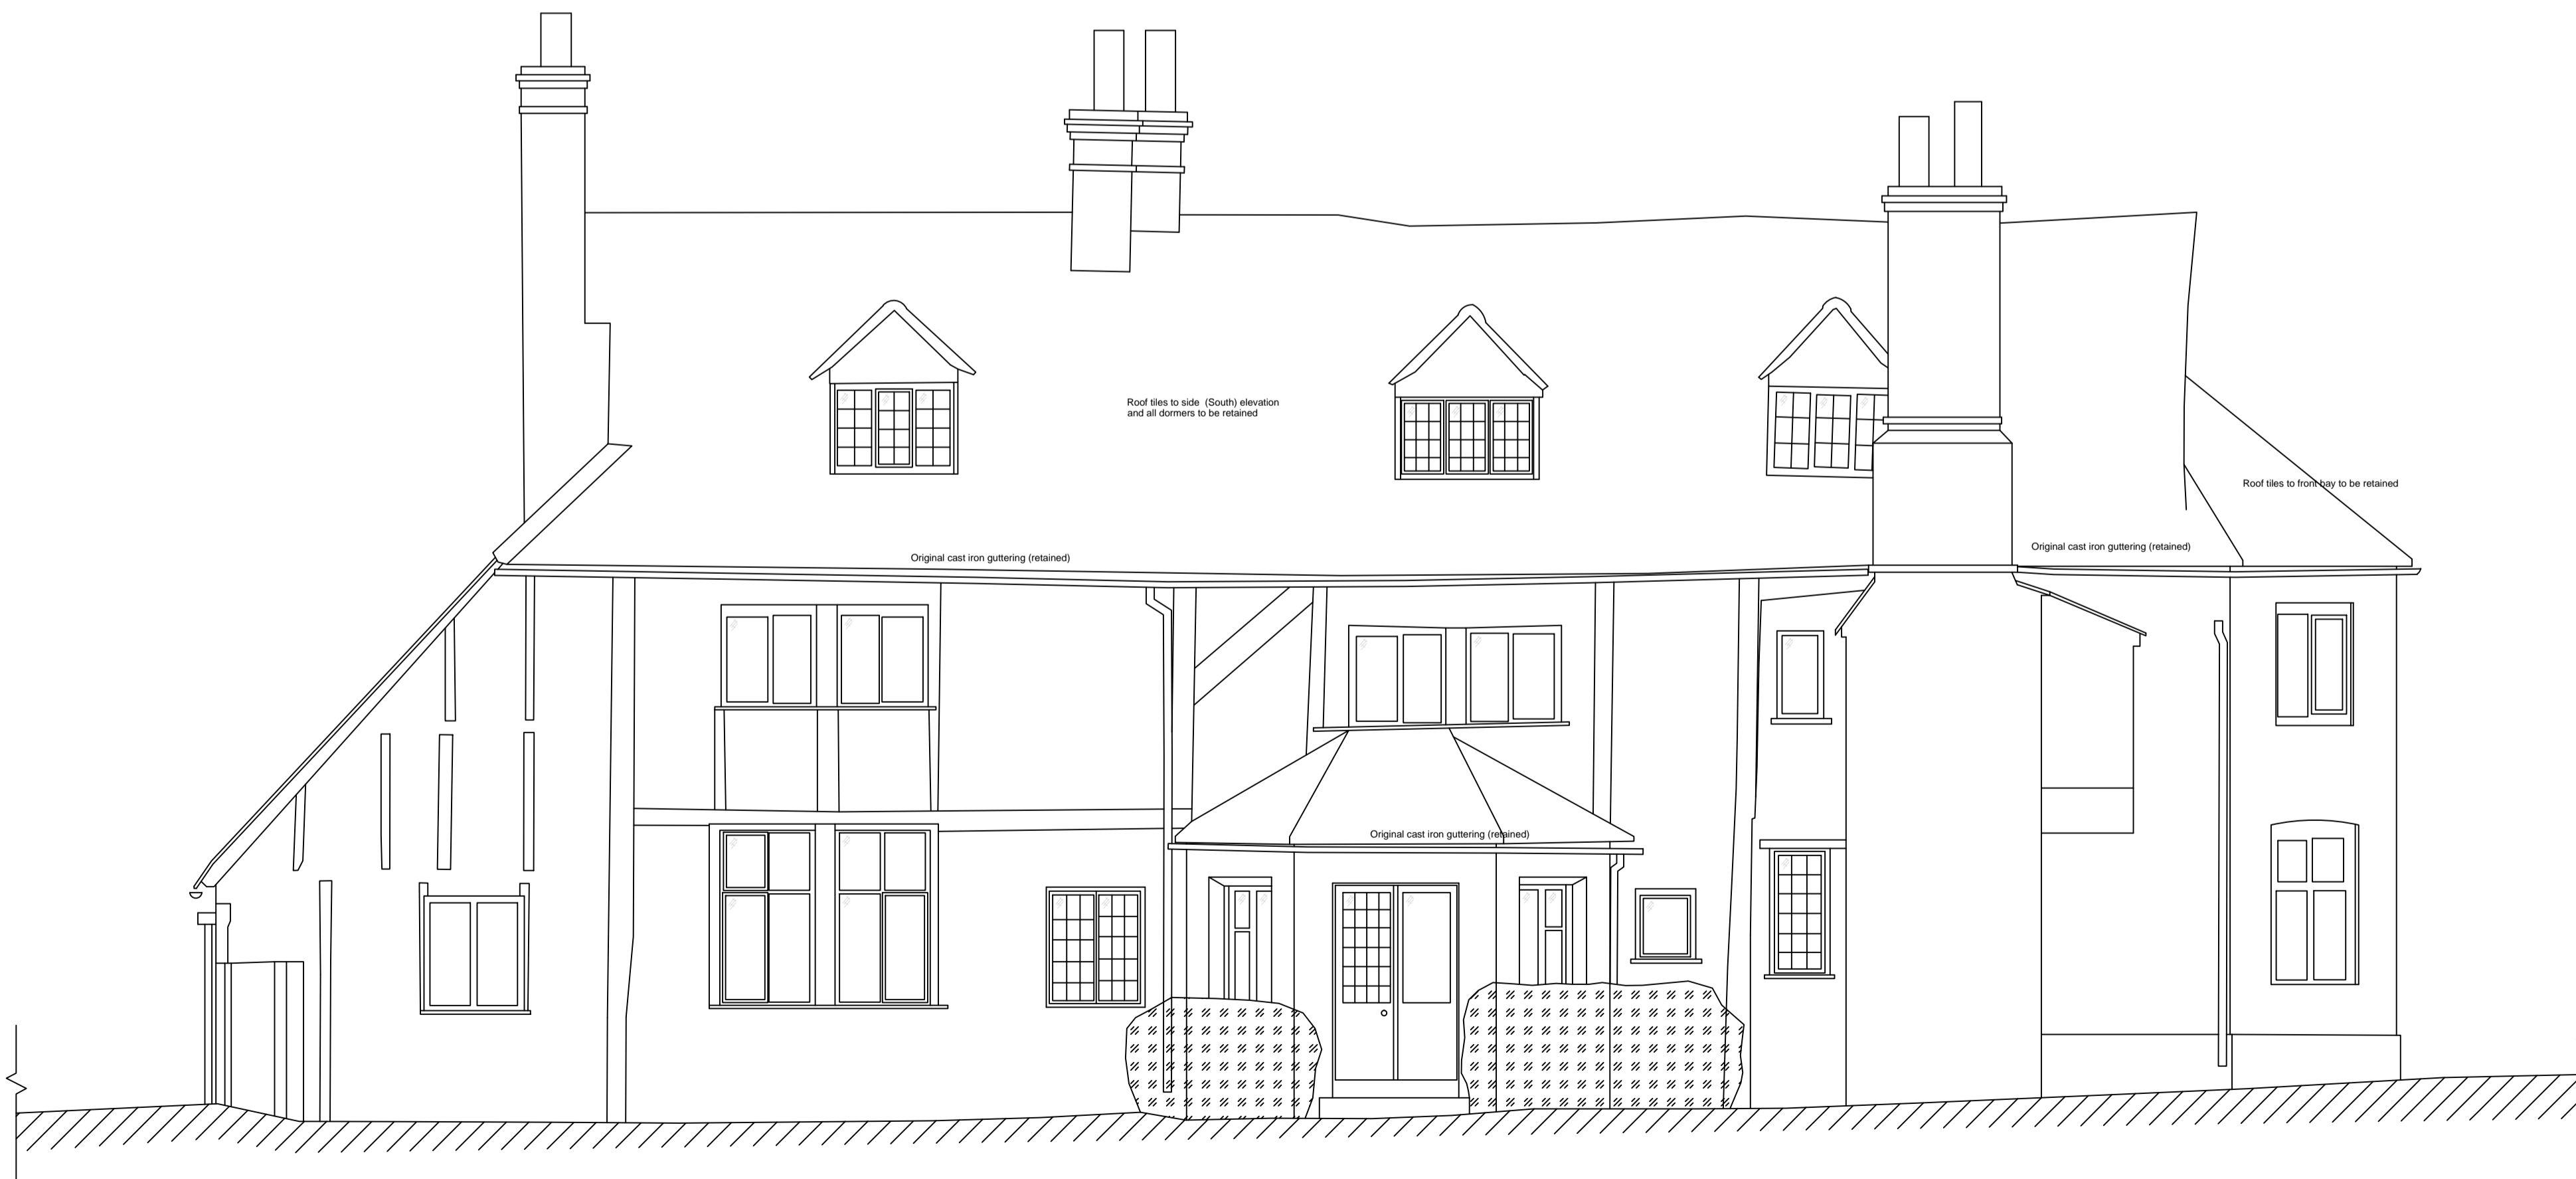 Roof tiles to side  (South) elevation
and all dormers to be retained
Roof tiles to front bay to be retained
Original cast iron guttering (retained)
Original cast iron guttering (retained)
Original cast iron guttering (retained)